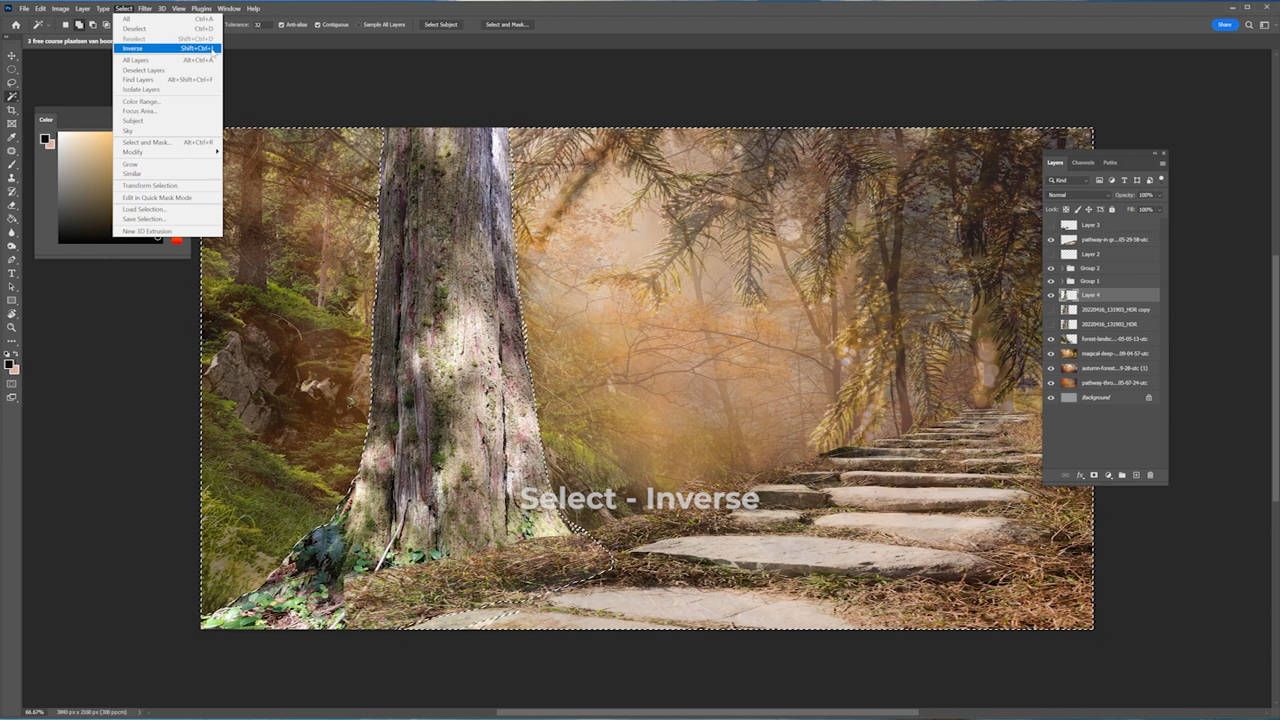 File Edit Image Layer Type Select Filter 3D View Plugins Window Help
Tolerance: 32 Anti-alias Contiguous Sample All Layers Select Subject Select and Mask... Share
3 free course plaatsen van boom
All Ctrl+A
Deselect Ctrl+D
Reselect Shift+Ctrl+D
Inverse Shift+Ctrl+I
All Layers Alt+Ctrl+A
Deselect Layers
Find Layers Alt+Shift+Ctrl+F
Isolate Layers
Color Range...
Focus Area...
Subject
Sky
Select and Mask... Alt+Ctrl+R
Modify
Grow
Similar
Transform Selection
Edit in Quick Mask Mode
Load Selection...
Save Selection...
New 3D Extrusion
Color
Layers Channels Paths
Kind
Normal Opacity: 100%
Lock: Fill: 100%
Layer 3
pathway-in gr...05-29-58-utc
Layer 2
Group 2
Group 1
Layer 4
20220416_131903_HDR copy
20220416_131903_HDR
forest-landsc...05-05-13-utc
magical-deep-...09-04-57-utc
autumn-forest...9-28-utc (1)
pathway-thro...05-07-24-utc
Background
Select - Inverse
66.67% 3840 px x 2160 px (300 ppcm)